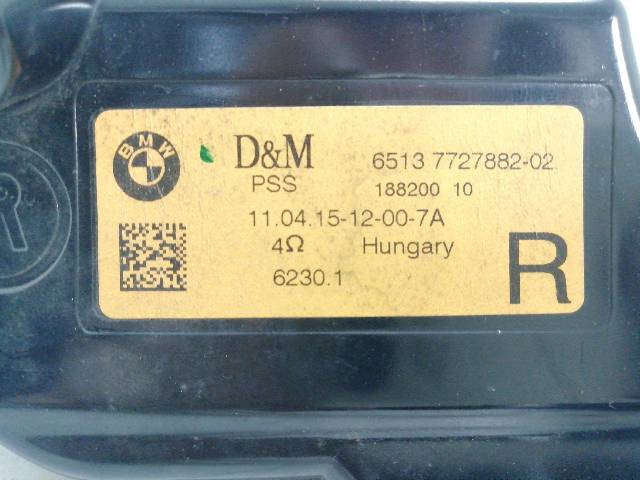 BMW
D&M 6513 7727882-02
PSS 188200 10
11.04.15-12-00-7A
4Ω Hungary
6230.1
R